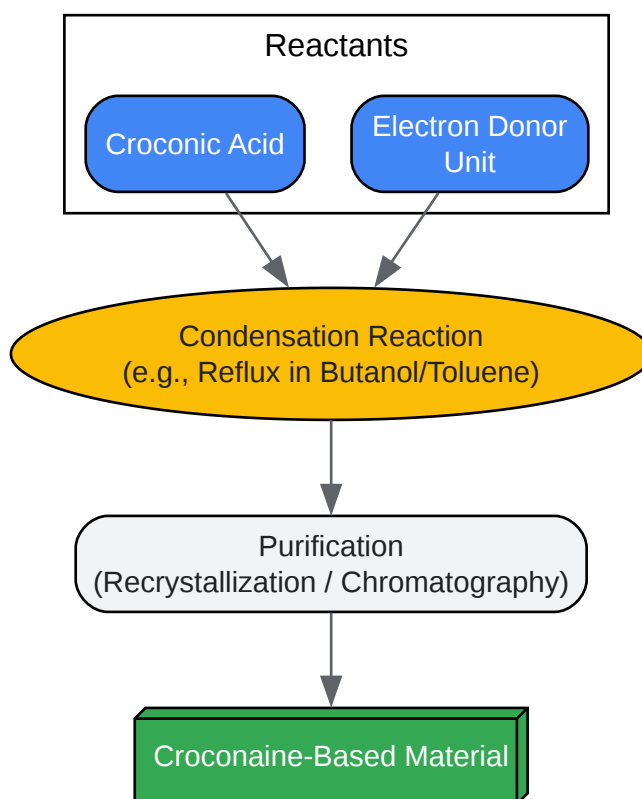 Reactants
Croconic Acid
Electron Donor
Unit
Condensation Reaction
(e.g., Reflux in Butanol/Toluene)
Purification
(Recrystallization / Chromatography)
Croconaine-Based Material